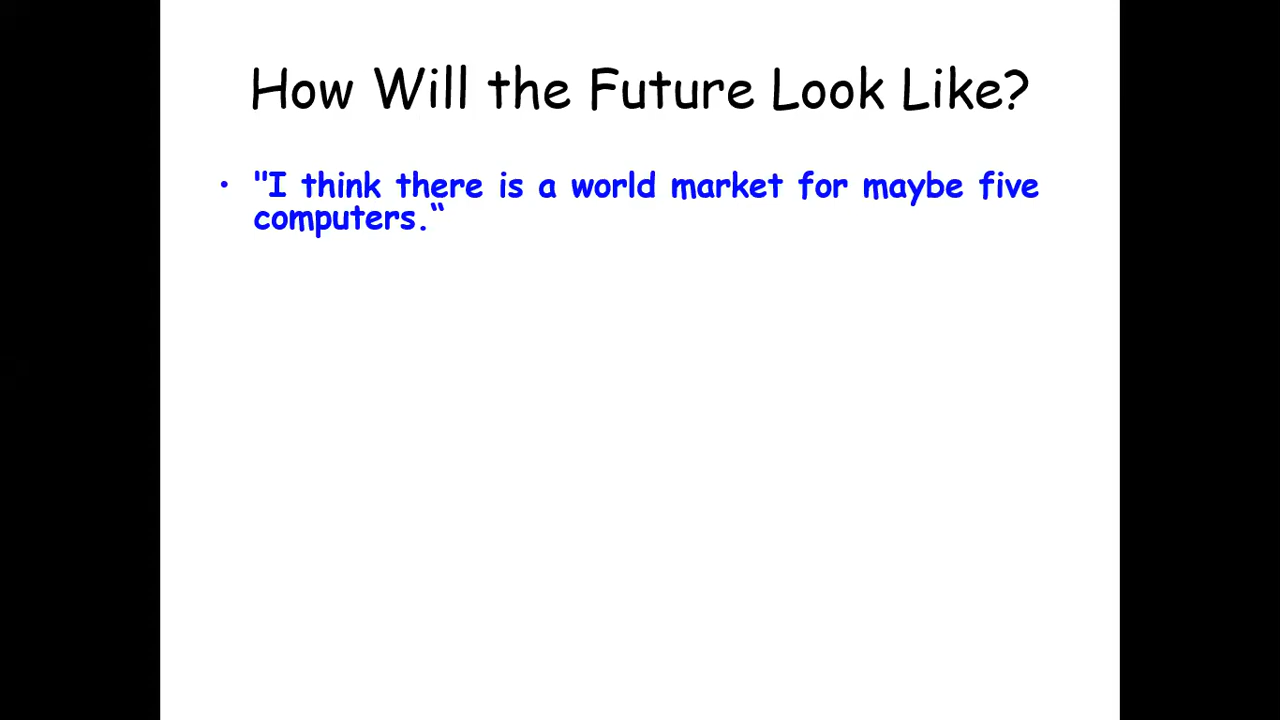 How Will the Future Look Like?
• "I think there is a world market for maybe five
computers.“